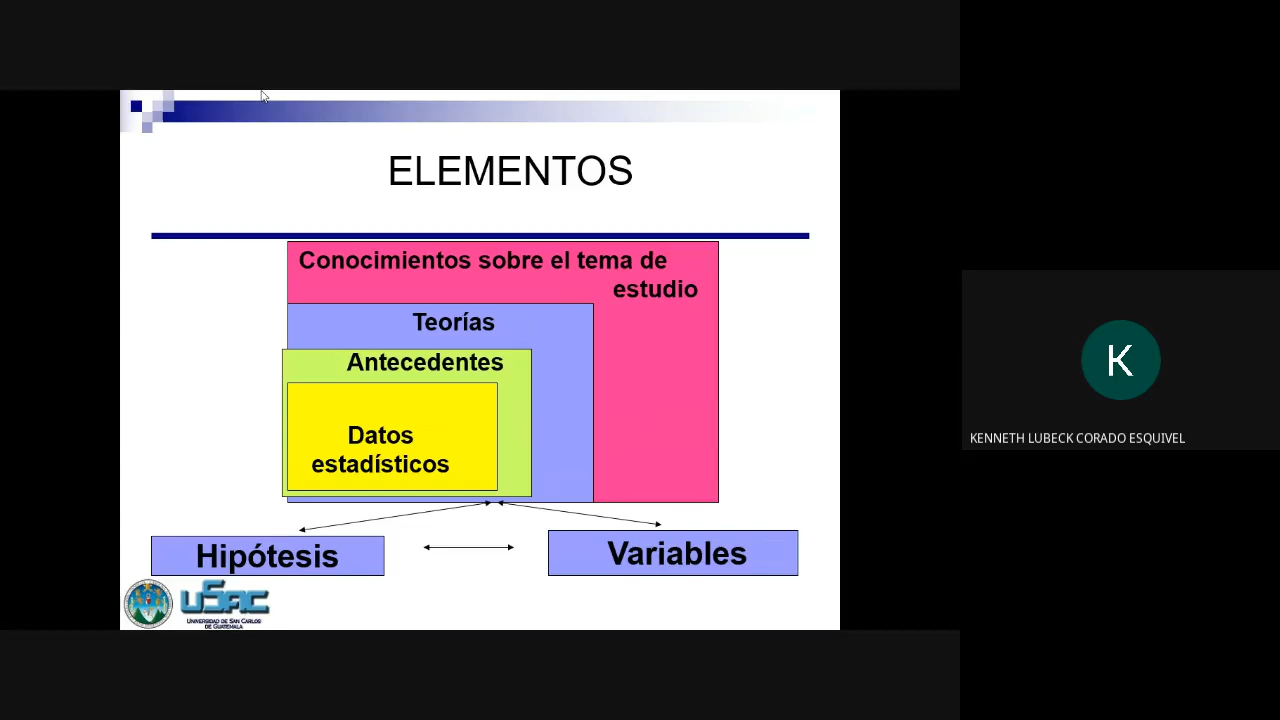 ELEMENTOS
Conocimientos sobre el tema de
estudio
Teorías
Antecedentes
Datos
estadísticos
Hipótesis
Variables
USAC
UNIVERSIDAD DE SAN CARLOS
DE GUATEMALA
K
KENNETH LUBECK CORADO ESQUIVEL